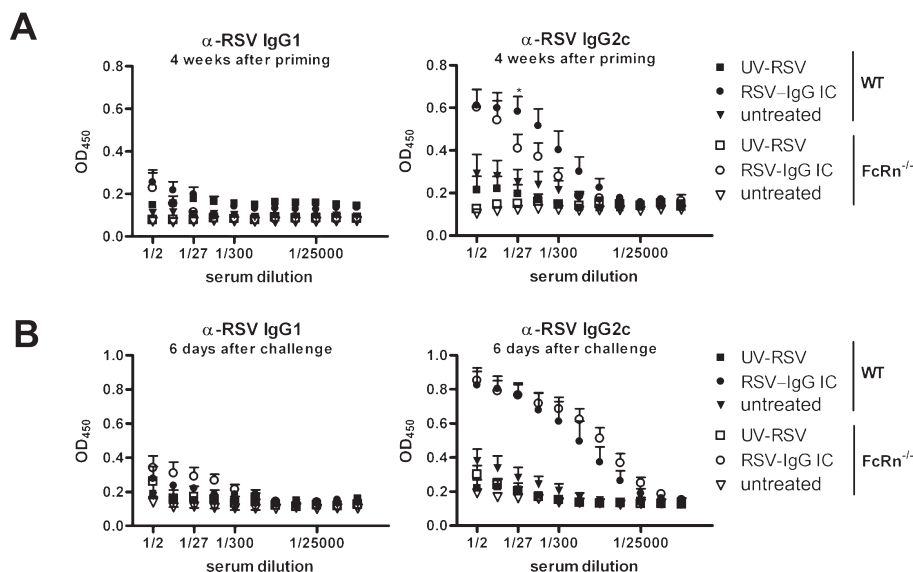 A
α-RSV IgG1
4 weeks after priming
OD450
0.8
0.6
0.4
0.2
0.0
1/2 1/27 1/300 1/25000
serum dilution
α-RSV IgG2c
4 weeks after priming
OD450
0.8
0.6
0.4
0.2
0.0
*
1/2 1/27 1/300 1/25000
serum dilution
UV-RSV
RSV–IgG IC
untreated
WT
UV-RSV
RSV-IgG IC
untreated
FcRn-/-
B
α-RSV IgG1
6 days after challenge
OD450
1.0
0.8
0.6
0.4
0.2
0.0
1/2 1/27 1/300 1/25000
serum dilution
α-RSV IgG2c
6 days after challenge
OD450
1.0
0.8
0.6
0.4
0.2
0.0
1/2 1/27 1/300 1/25000
serum dilution
UV-RSV
RSV–IgG IC
untreated
WT
UV-RSV
RSV-IgG IC
untreated
FcRn-/-